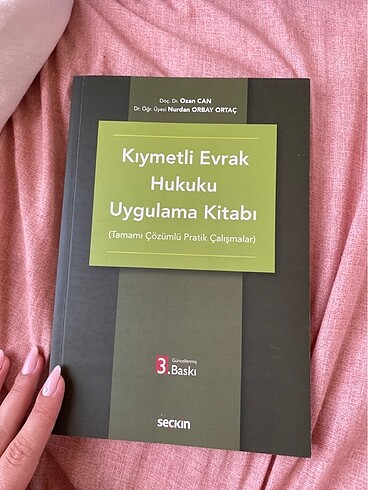 Doç. Dr. Ozan CAN
Dr. Öğr. Üyesi Nurdan ORBAY ORTAÇ
Kıymetli Evrak
Hukuku
Uygulama Kitabı
(Tamamı Çözümlü Pratik Çalışmalar)
Güncellenmiş
3.Baskı
seçkin